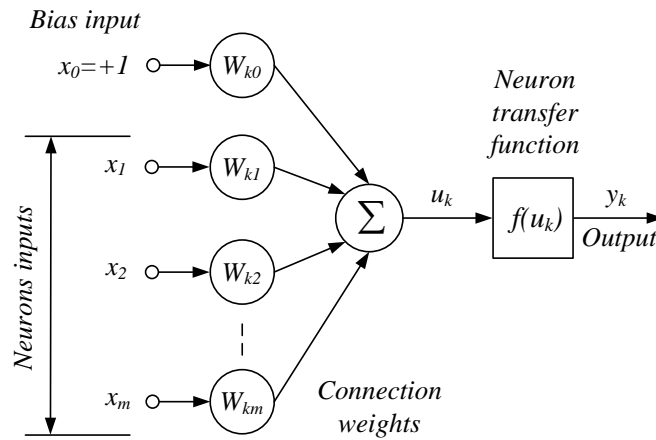 Bias input
x0=+1
Wk0
Neuron
transfer
function
Neurons inputs
x1
Wk1
Σ
uk
f(uk)
yk
Output
x2
Wk2
xm
Wkm
Connection
weights